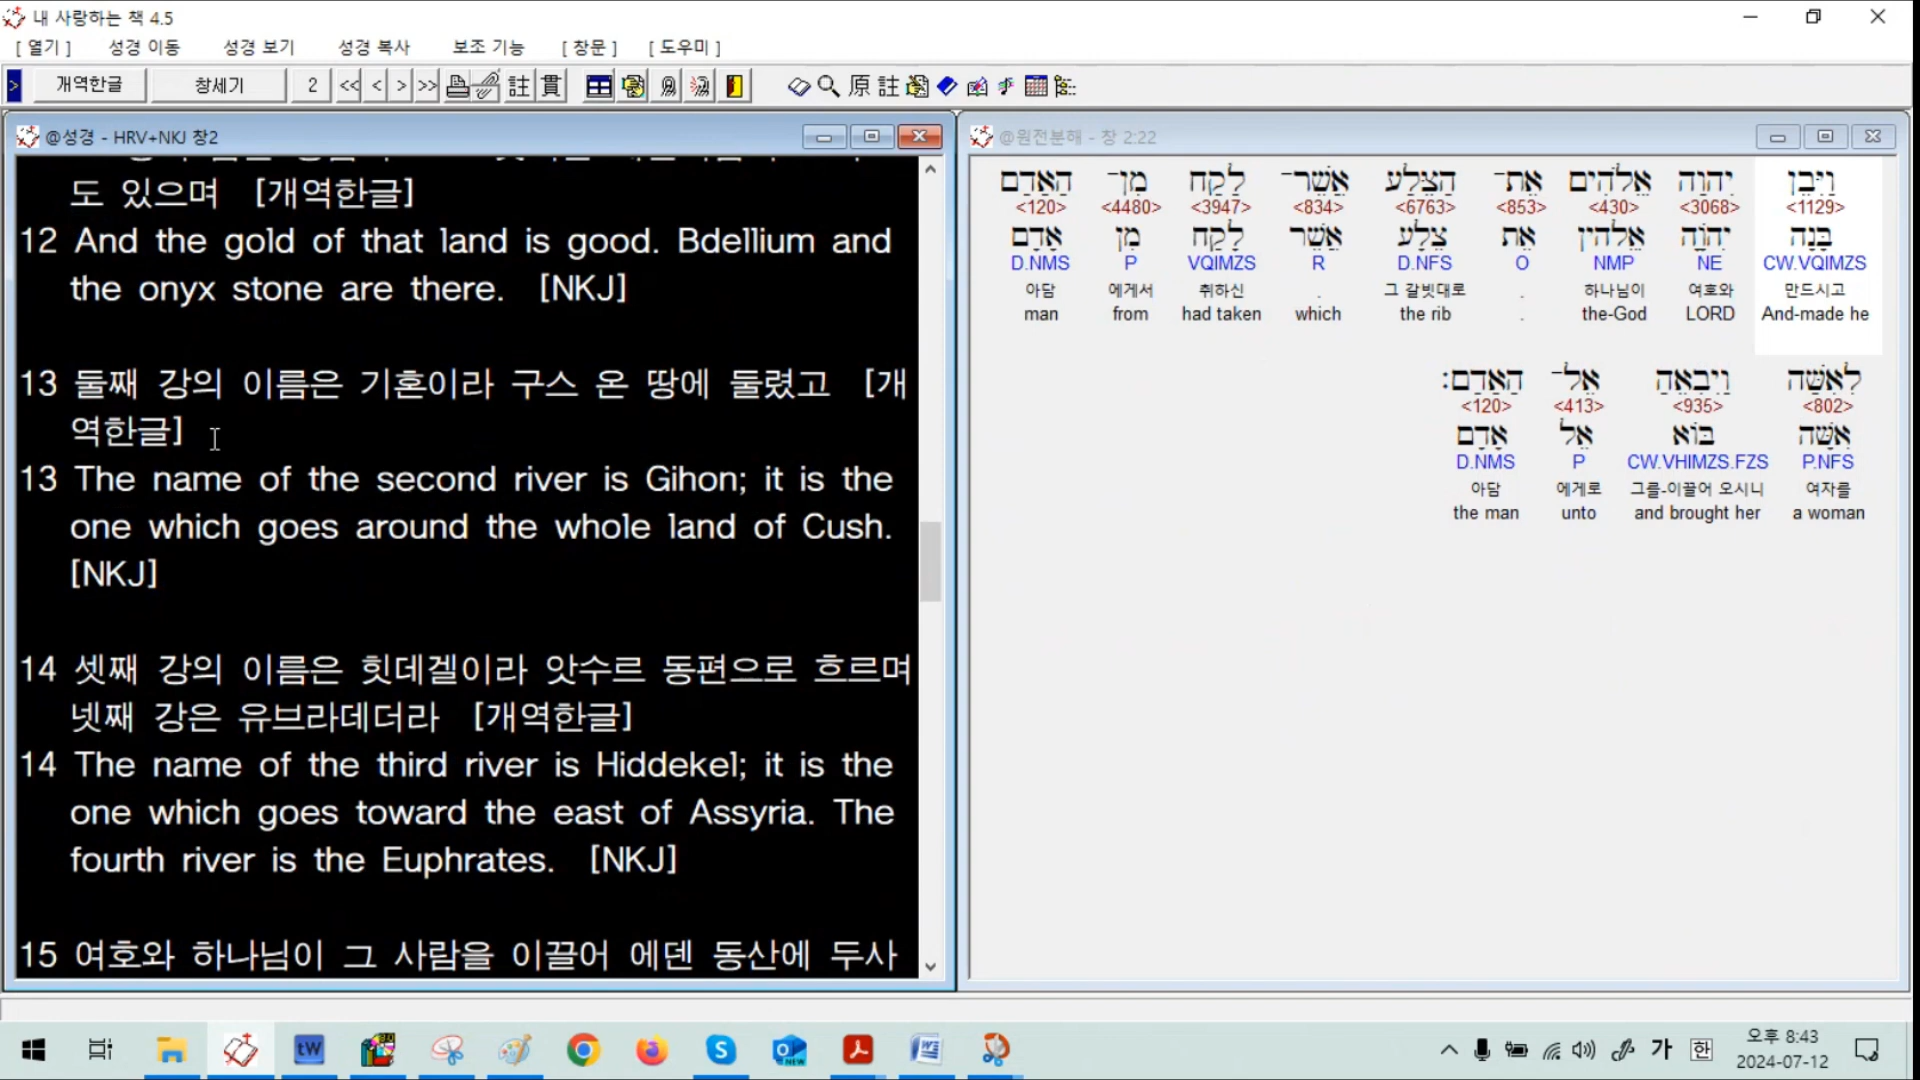 내 사랑하는 책 4.5
[ 열기 ] 성경 이동 성경 보기 성경 복사 보조 기능 [ 창문 ] [ 도우미 ]
> 개역한글 창세기 2 << < > >> 註 貫 原 註
@성경 - HRV+NKJ 창2
도 있으며 [개역한글]
12 And the gold of that land is good. Bdellium and
the onyx stone are there. [NKJ]
13 둘째 강의 이름은 기혼이라 구스 온 땅에 둘렸고 [개
역한글]
13 The name of the second river is Gihon; it is the
one which goes around the whole land of Cush.
[NKJ]
14 셋째 강의 이름은 힛데겔이라 앗수르 동편으로 흐르며
넷째 강은 유브라데더라 [개역한글]
14 The name of the third river is Hiddekel; it is the
one which goes toward the east of Assyria. The
fourth river is the Euphrates. [NKJ]
15 여호와 하나님이 그 사람을 이끌어 에덴 동산에 두사
@원전분해 - 창 2:22
וַיִּבֶן יְהוָה אֱלֹהִים אֶת־ הַצֵּלָע אֲשֶׁר־ לָקַח מִן־ הָאָדָם
<120> <4480> <3947> <834> <6763> <853> <430> <3068> <1129>
בָּנָה יְהֹוָה אֱלֹהִין אֵת צֵלָע אֲשֶׁר לָקַח מִן אָדָם
D.NMS P VQIMZS R D.NFS O NMP NE CW.VQIMZS
아담 에게서 취하신 . 그 갈빗대로 . 하나님이 여호와 만드시고
man from had taken which the rib . the-God LORD And-made he
לְאִשָּׁה וַיְבִאֶהָ אֶל־ הָאָדָם׃
<120> <413> <935> <802>
אִשָּׁה בּוֹא אֶל אָדָם
D.NMS P CW.VHIMZS.FZS P.NFS
아담 에게로 그를-이끌어 오시니 여자를
the man unto and brought her a woman
tW
S
NEW
가 한
오후 8:43
2024-07-12